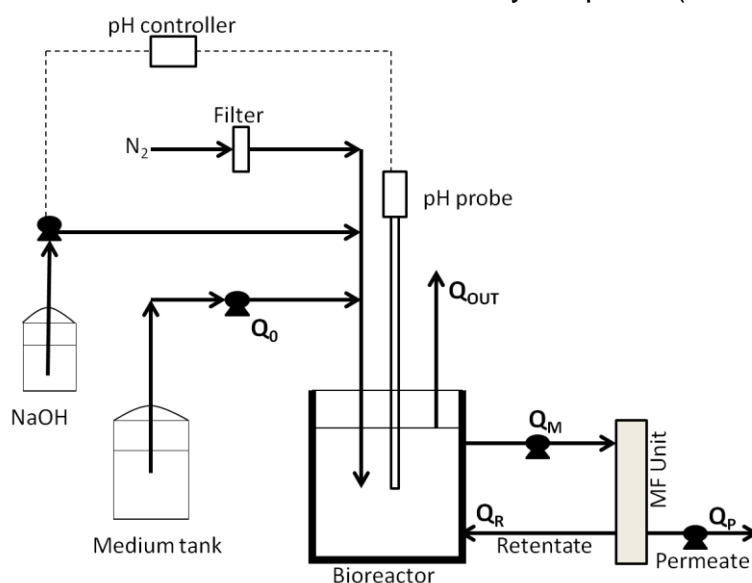 pH controller
Filter
N₂
pH probe
Q_OUT
Q₀
NaOH
Q_M
MF Unit
Q_R
Q_P
Retentate
Permeate
Medium tank
Bioreactor